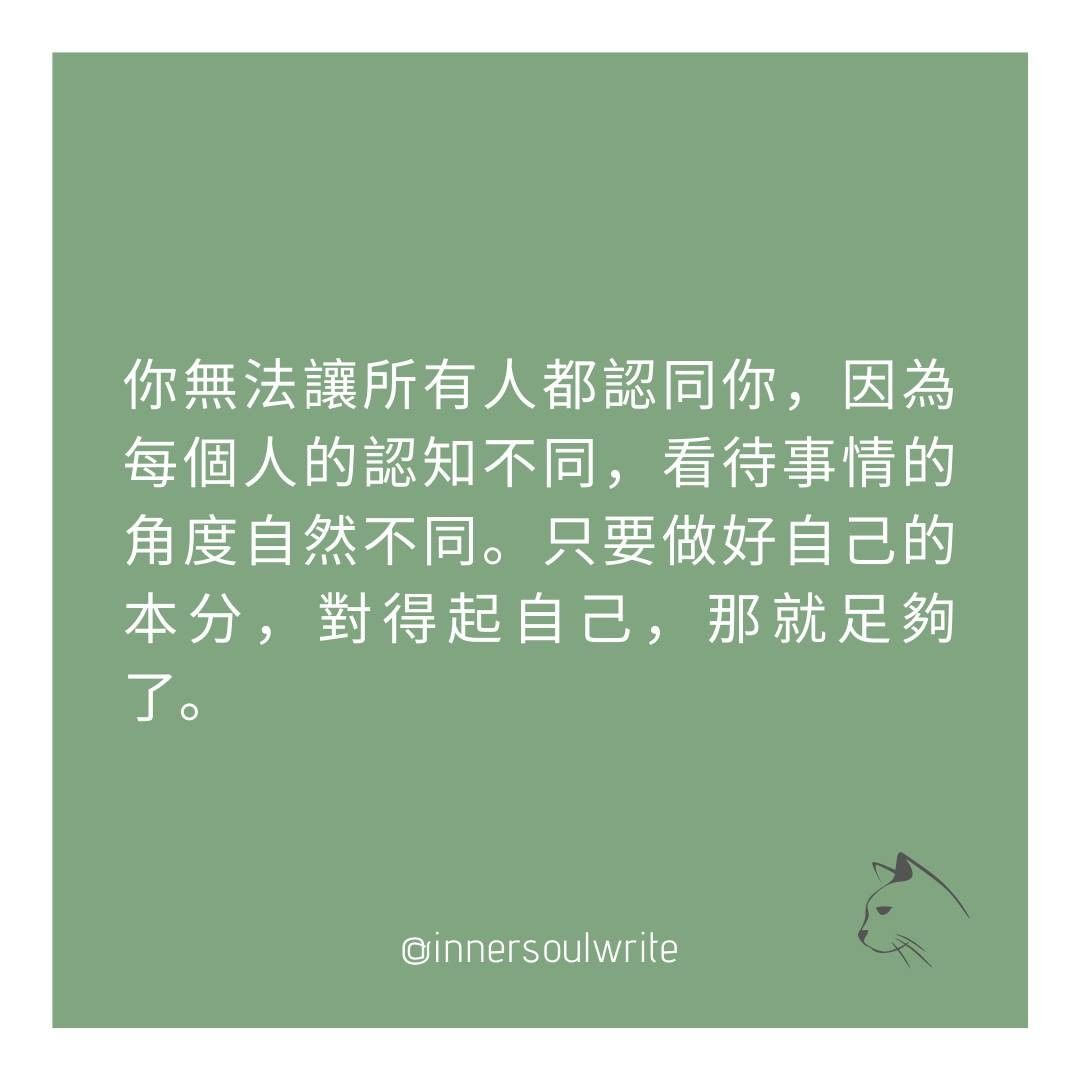 你無法讓所有人都認同你，因為
每個人的認知不同，看待事情的
角度自然不同。只要做好自己的
本分，對得起自己，那就足夠
了。
@innersoulwrite